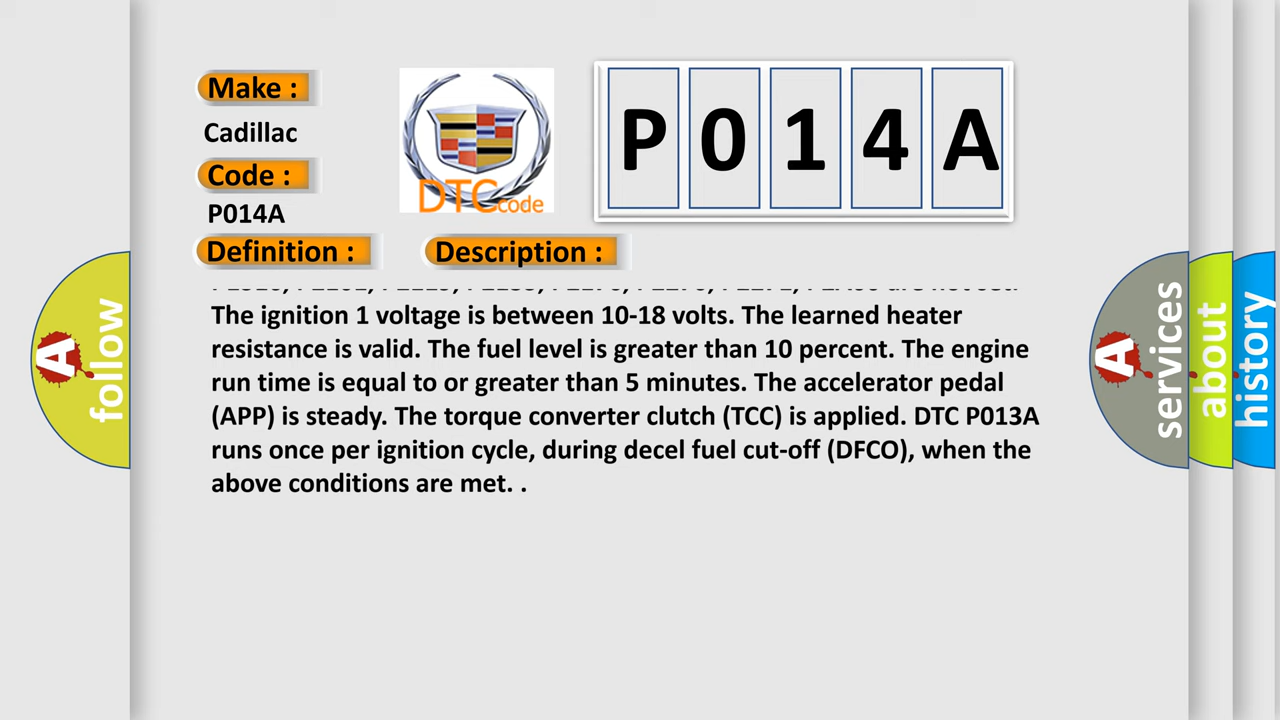 Make :
Cadillac
Code :
P014A
Definition :
Description :
DTC code
P014A
The ignition 1 voltage is between 10-18 volts. The learned heater
resistance is valid. The fuel level is greater than 10 percent. The engine
run time is equal to or greater than 5 minutes. The accelerator pedal
(APP) is steady. The torque converter clutch (TCC) is applied. DTC P013A
runs once per ignition cycle, during decel fuel cut-off (DFCO), when the
above conditions are met. .
A
follow
A
services
about
history